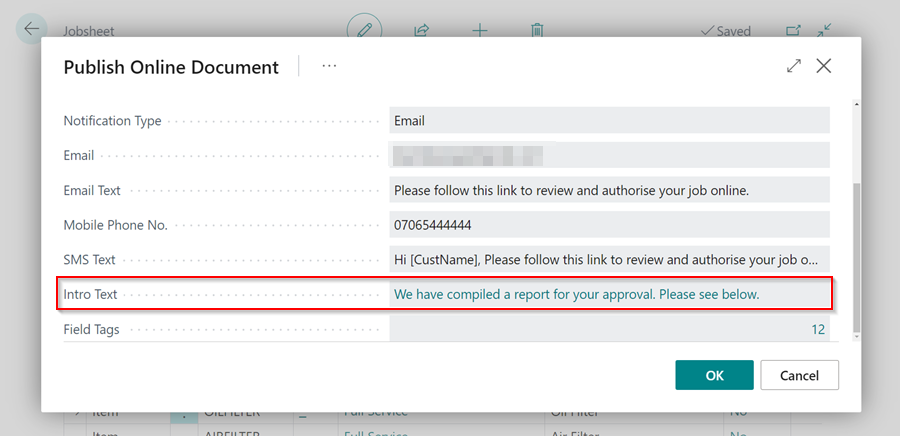 Jobsheet
Saved
Publish Online Document
...
Notification Type Email
Email
Email Text Please follow this link to review and authorise your job online.
Mobile Phone No. 07065444444
SMS Text Hi [CustName], Please follow this link to review and authorise your job o...
Intro Text We have compiled a report for your approval. Please see below.
Field Tags 12
OK Cancel
Item OILFILTER Full Service Oil Filter No
Item AIRFILTER Full Service Air Filter No